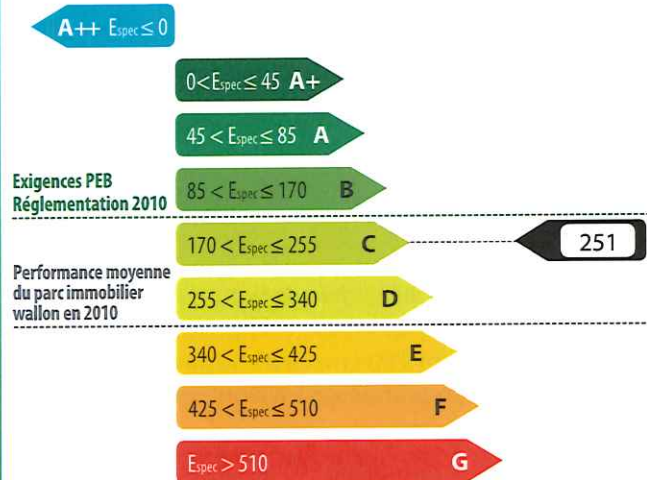 A++ Espec ≤ 0
0 < Espec ≤ 45 A+
45 < Espec ≤ 85 A
Exigences PEB
Réglementation 2010
85 < Espec ≤ 170 B
170 < Espec ≤ 255 C
251
Performance moyenne
du parc immobilier
wallon en 2010
255 < Espec ≤ 340 D
340 < Espec ≤ 425 E
425 < Espec ≤ 510 F
Espec > 510 G